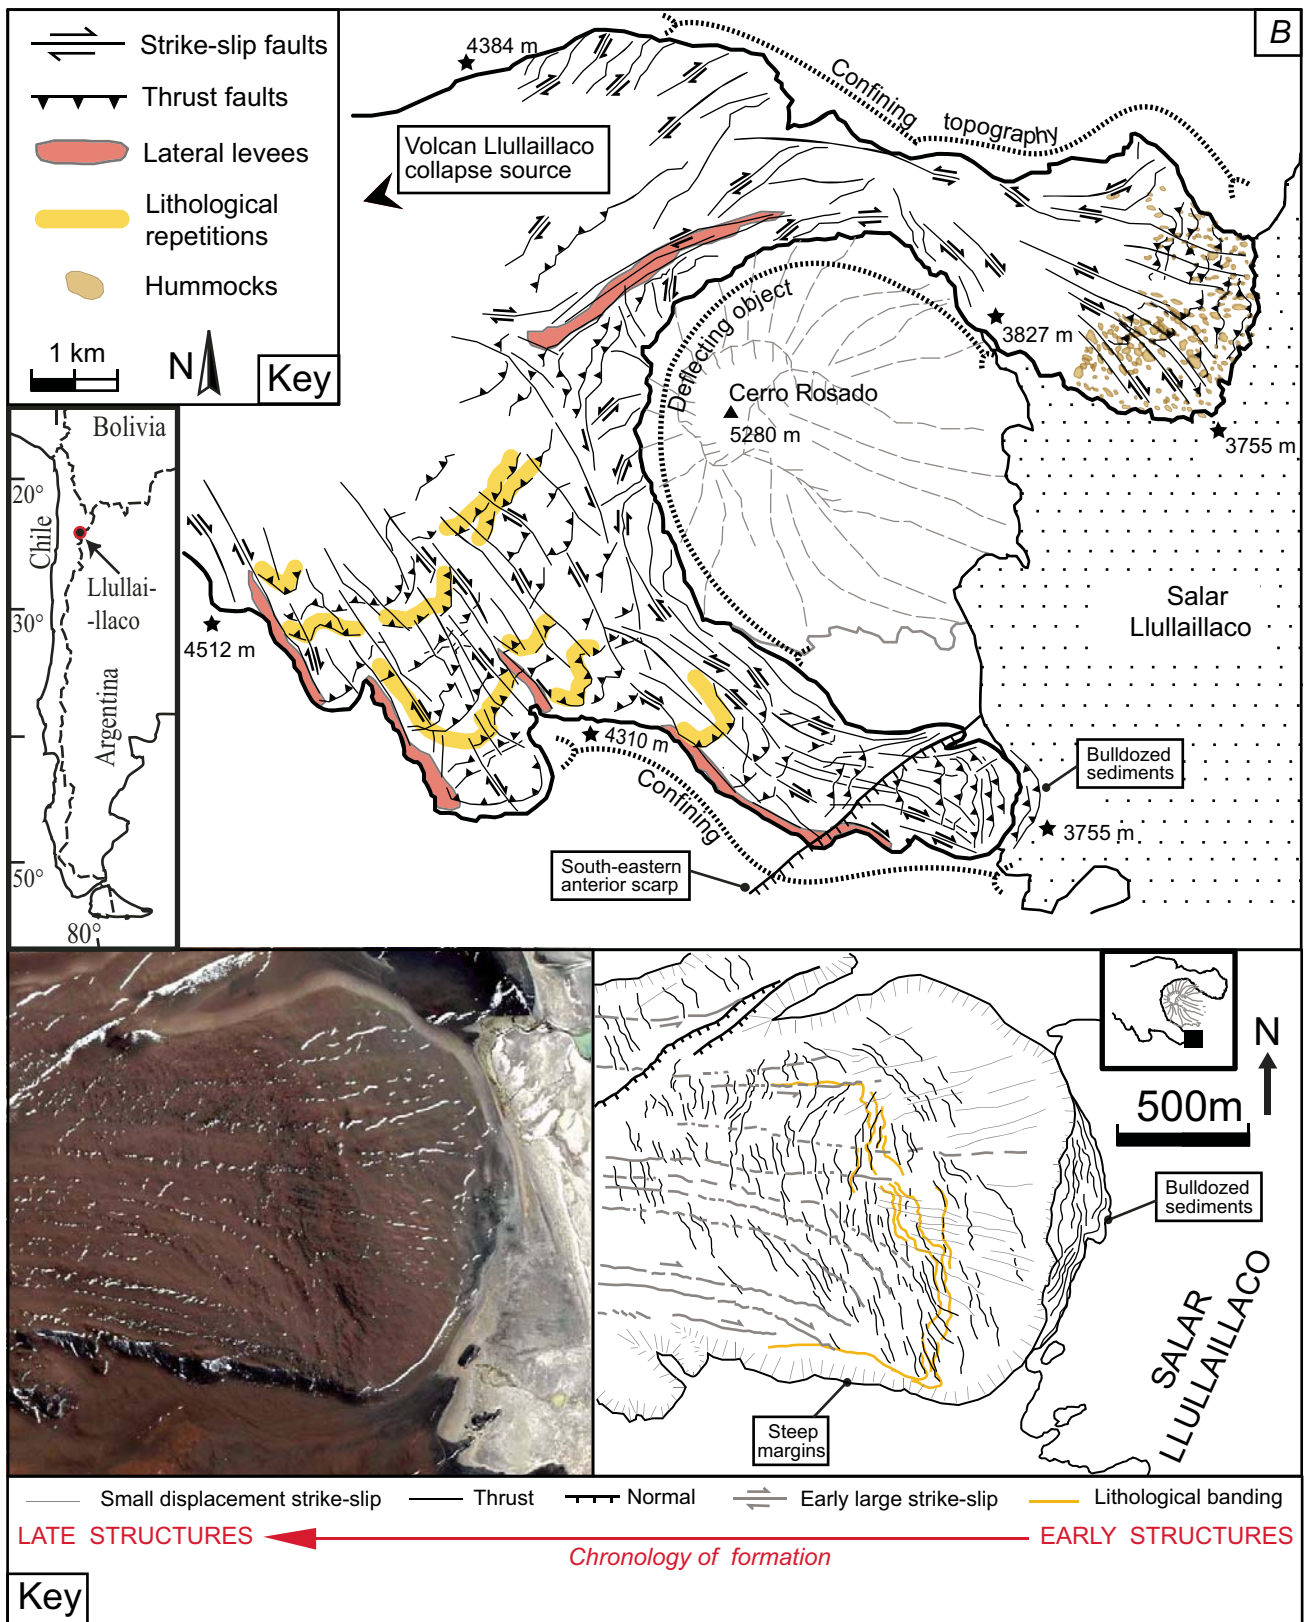 Strike-slip faults
Thrust faults
Lateral levees
Lithological
repetitions
Hummocks
1 km
N
Key
B
4384 m
Confining
topography
Volcan Llullaillaco
collapse source
Deflecting object
3827 m
Cerro Rosado
5280 m
3755 m
Bolivia
20°
Chile
Llullai-
-llaco
30°
Argentina
50°
80°
4512 m
Salar
Llullaillaco
4310 m
Confining
Bulldozed
sediments
3755 m
South-eastern
anterior scarp
N
500m
Bulldozed
sediments
SALAR
LLULLAILLACO
Steep
margins
Small displacement strike-slip
Thrust
Normal
Early large strike-slip
Lithological banding
LATE STRUCTURES
EARLY STRUCTURES
Chronology of formation
Key